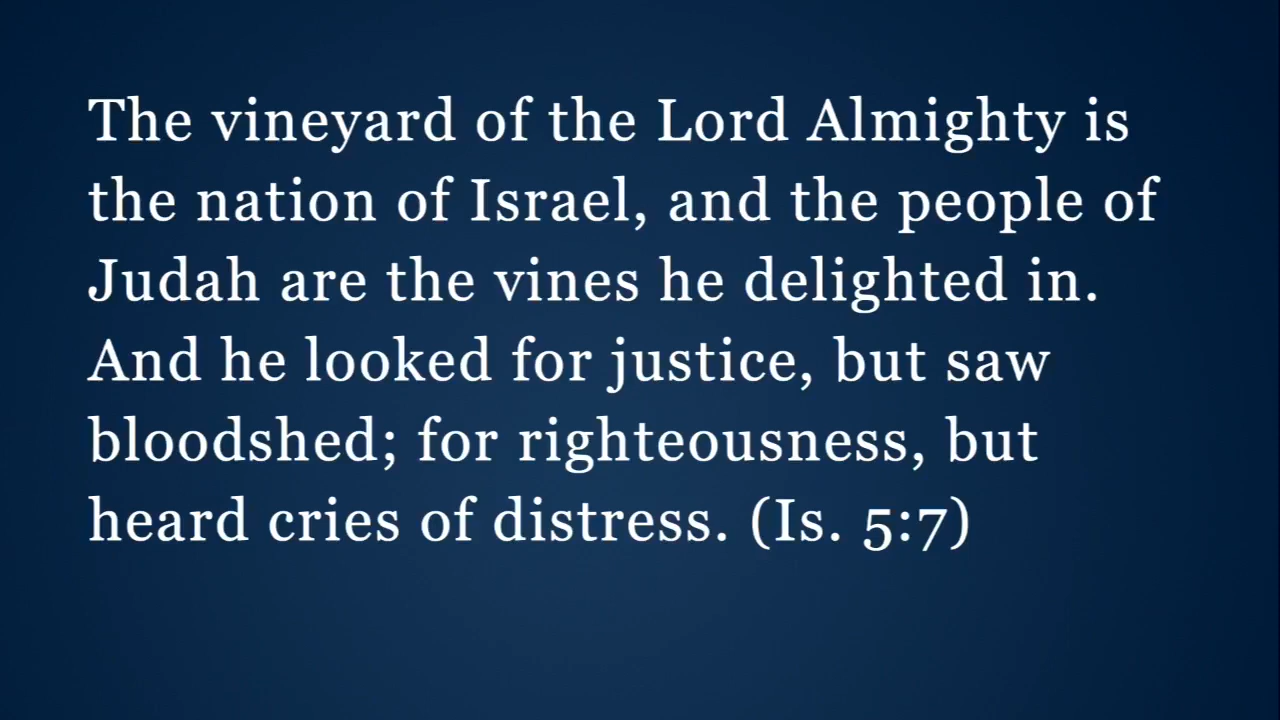 The vineyard of the Lord Almighty is
the nation of Israel, and the people of
Judah are the vines he delighted in.
And he looked for justice, but saw
bloodshed; for righteousness, but
heard cries of distress. (Is. 5:7)